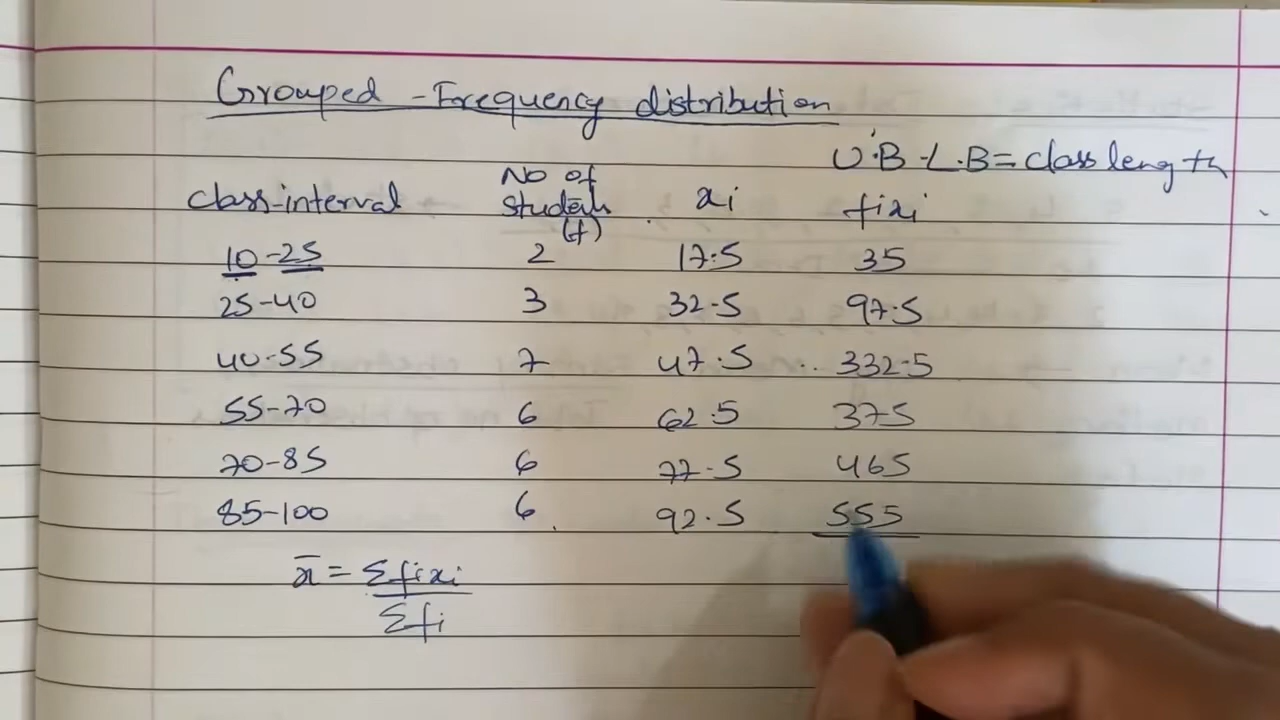 Grouped - Frequency distribution
U.B - L.B = class length
class-interval No of Students (f) xi fixi
10-25 2 17.5 35
25-40 3 32.5 97.5
40-55 7 47.5 332.5
55-70 6 62.5 375
70-85 6 77.5 465
85-100 6 92.5 555
x̄ = Σfixi
Σfi